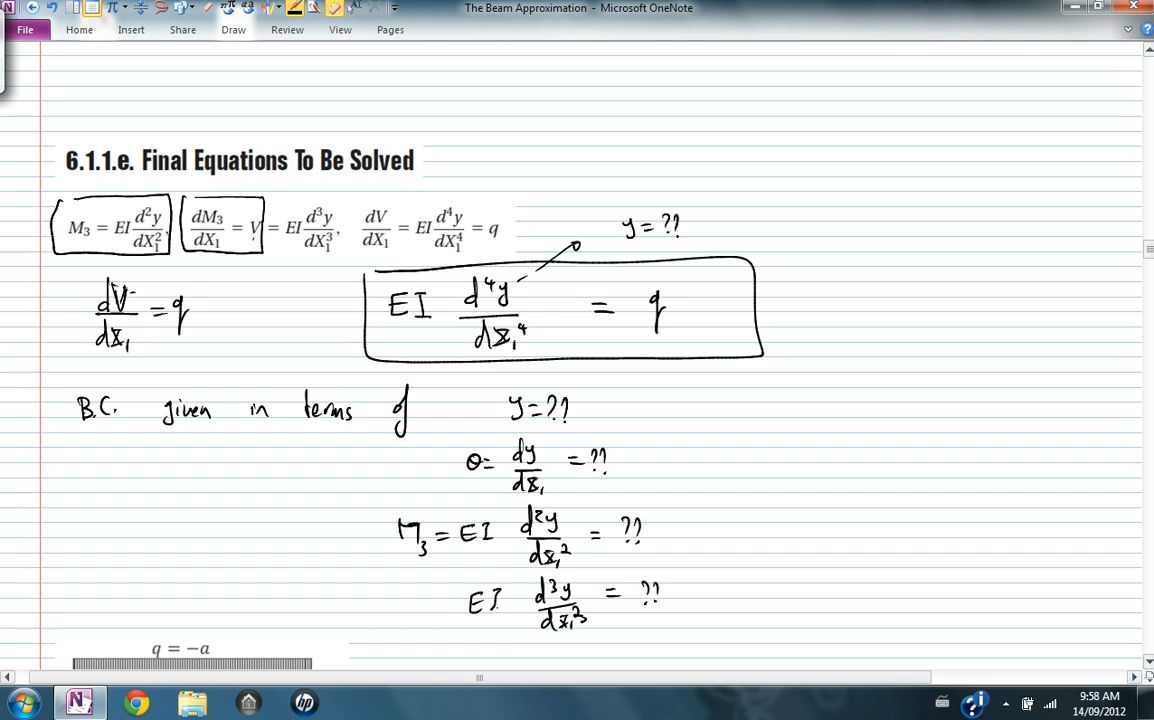 The Beam Approximation - Microsoft OneNote
File Home Insert Share Draw Review View Pages
6.1.1.e. Final Equations To Be Solved
M₃ = EI d²y/dX₁², dM₃/dX₁ = V = EI d³y/dX₁³, dV/dX₁ = EI d⁴y/dX₁⁴ = q
y = ??
dV/dx₁ = q
EI d⁴y/dx₁⁴ = q
B.C. given in terms of y = ??
θ = dy/dx₁ = ??
M₃ = EI d²y/dx₁² = ??
EI d³y/dx₁³ = ??
q = −a
9:58 AM
14/09/2012